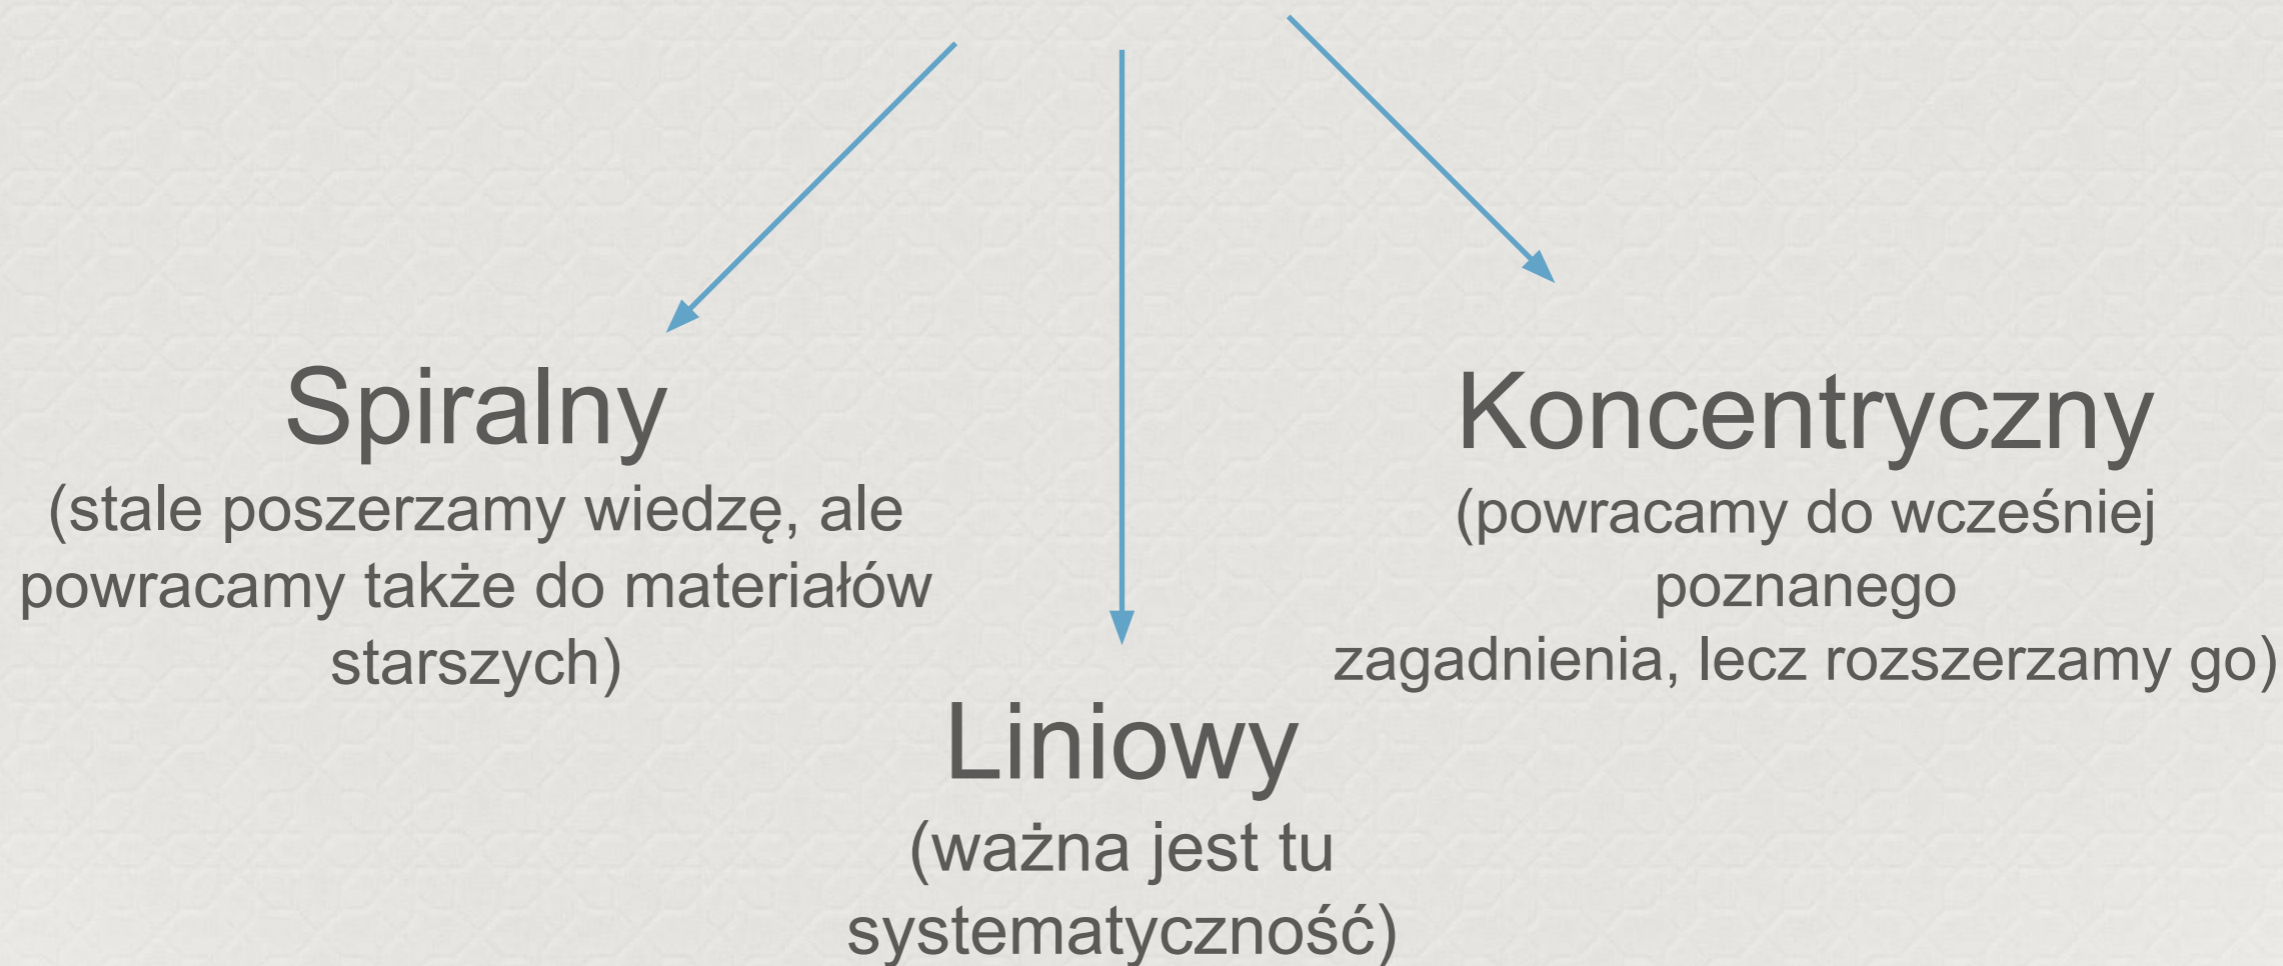 Spiralny
(stale poszerzamy wiedzę, ale
powracamy także do materiałów
starszych)
Koncentryczny
(powracamy do wcześniej
poznanego
zagadnienia, lecz rozszerzamy go)
Liniowy
(ważna jest tu
systematyczność)